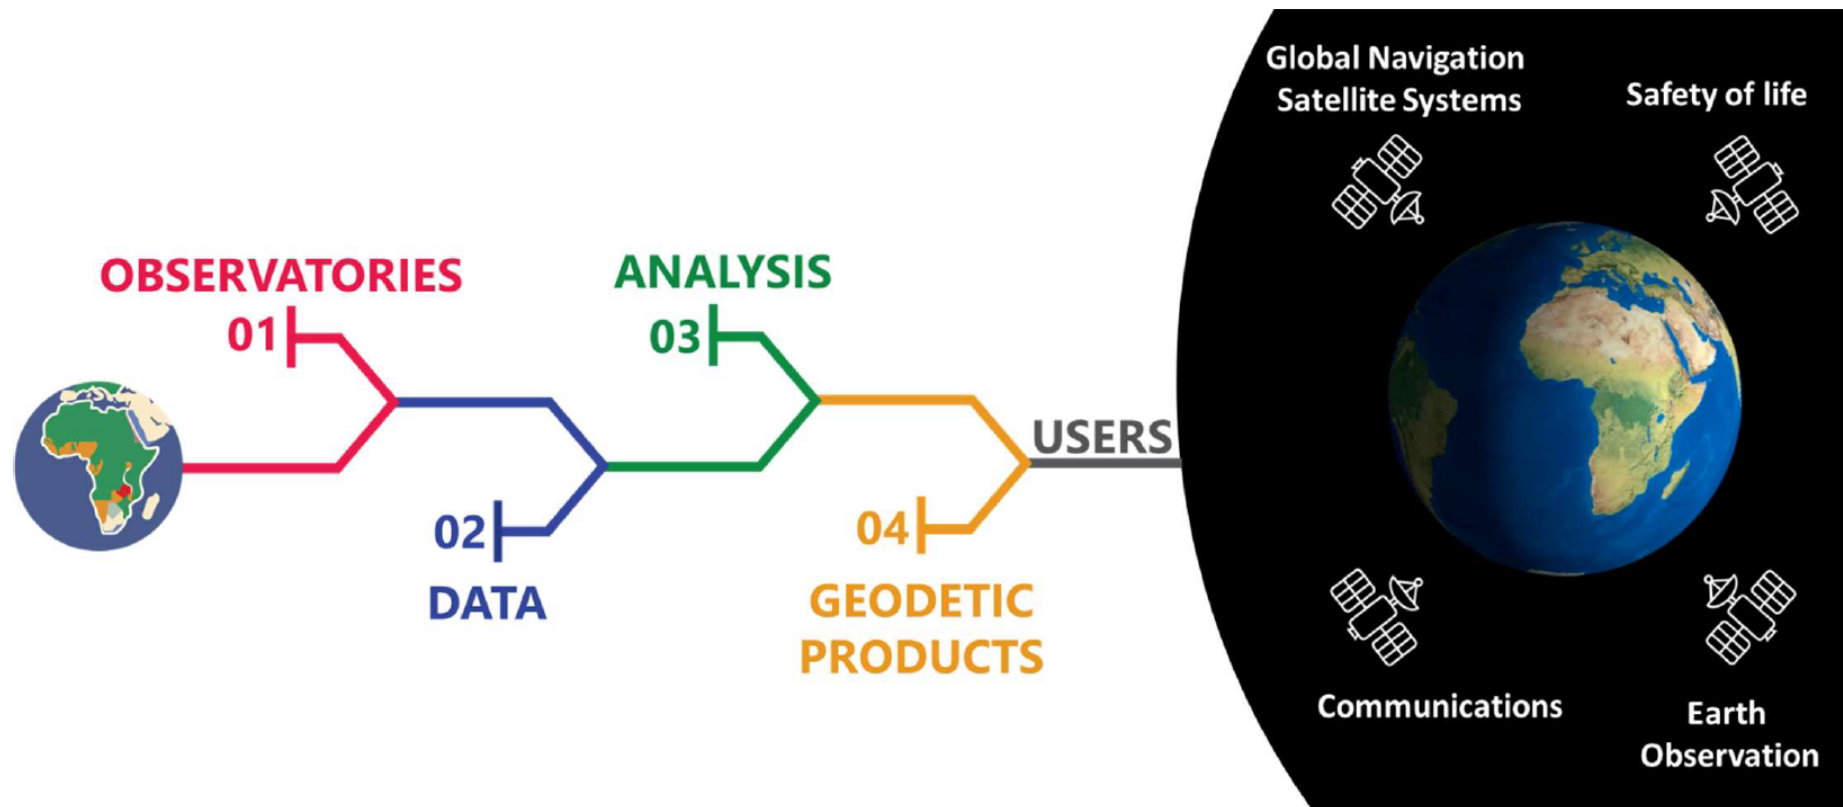 OBSERVATORIES
01
02
DATA
ANALYSIS
03
04
GEODETIC
PRODUCTS
USERS
Global Navigation
Satellite Systems
Safety of life
Communications
Earth
Observation